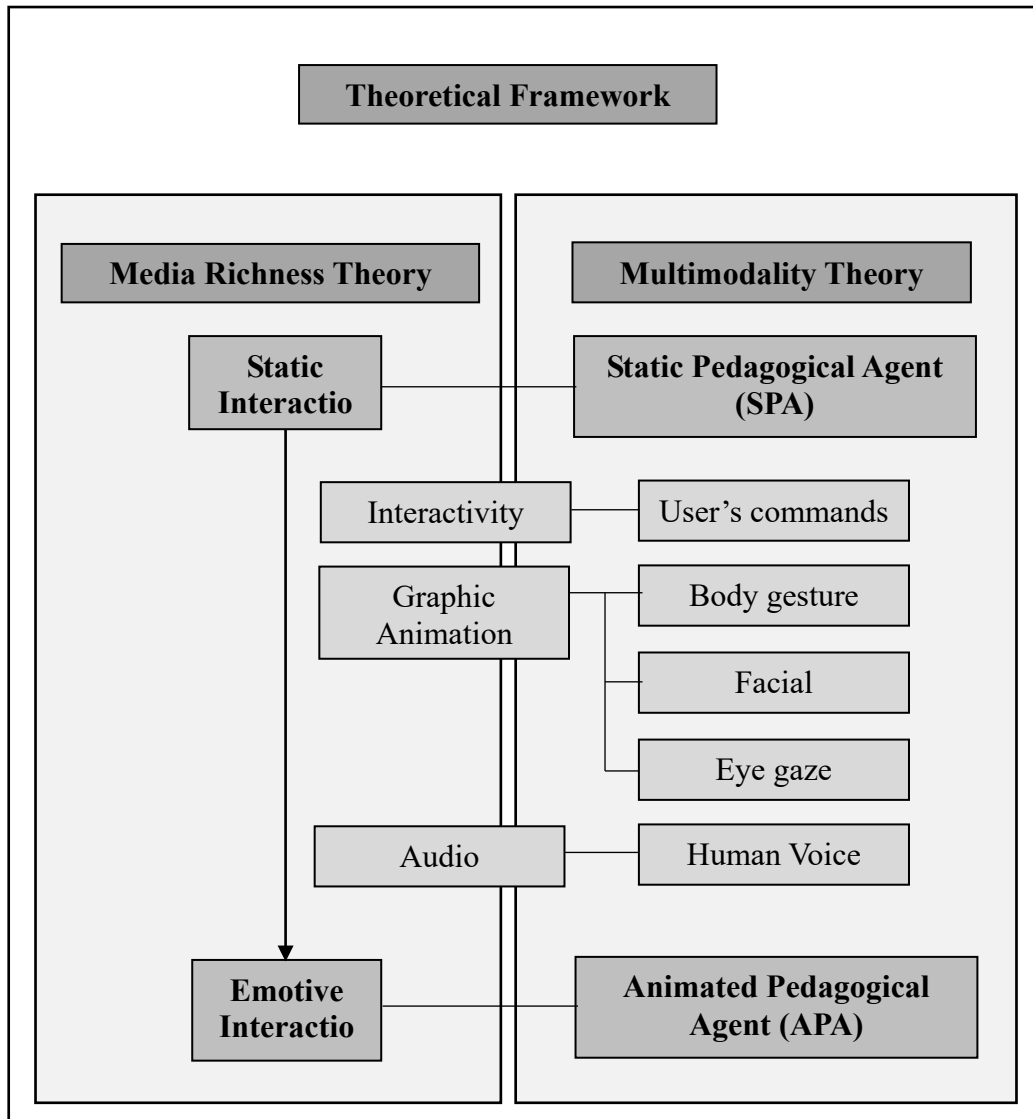 Theoretical Framework
Media Richness Theory
Multimodality Theory
Static
Interactio
Static Pedagogical Agent
(SPA)
Interactivity
User’s commands
Graphic
Animation
Body gesture
Facial
Eye gaze
Audio
Human Voice
Emotive
Interactio
Animated Pedagogical
Agent (APA)